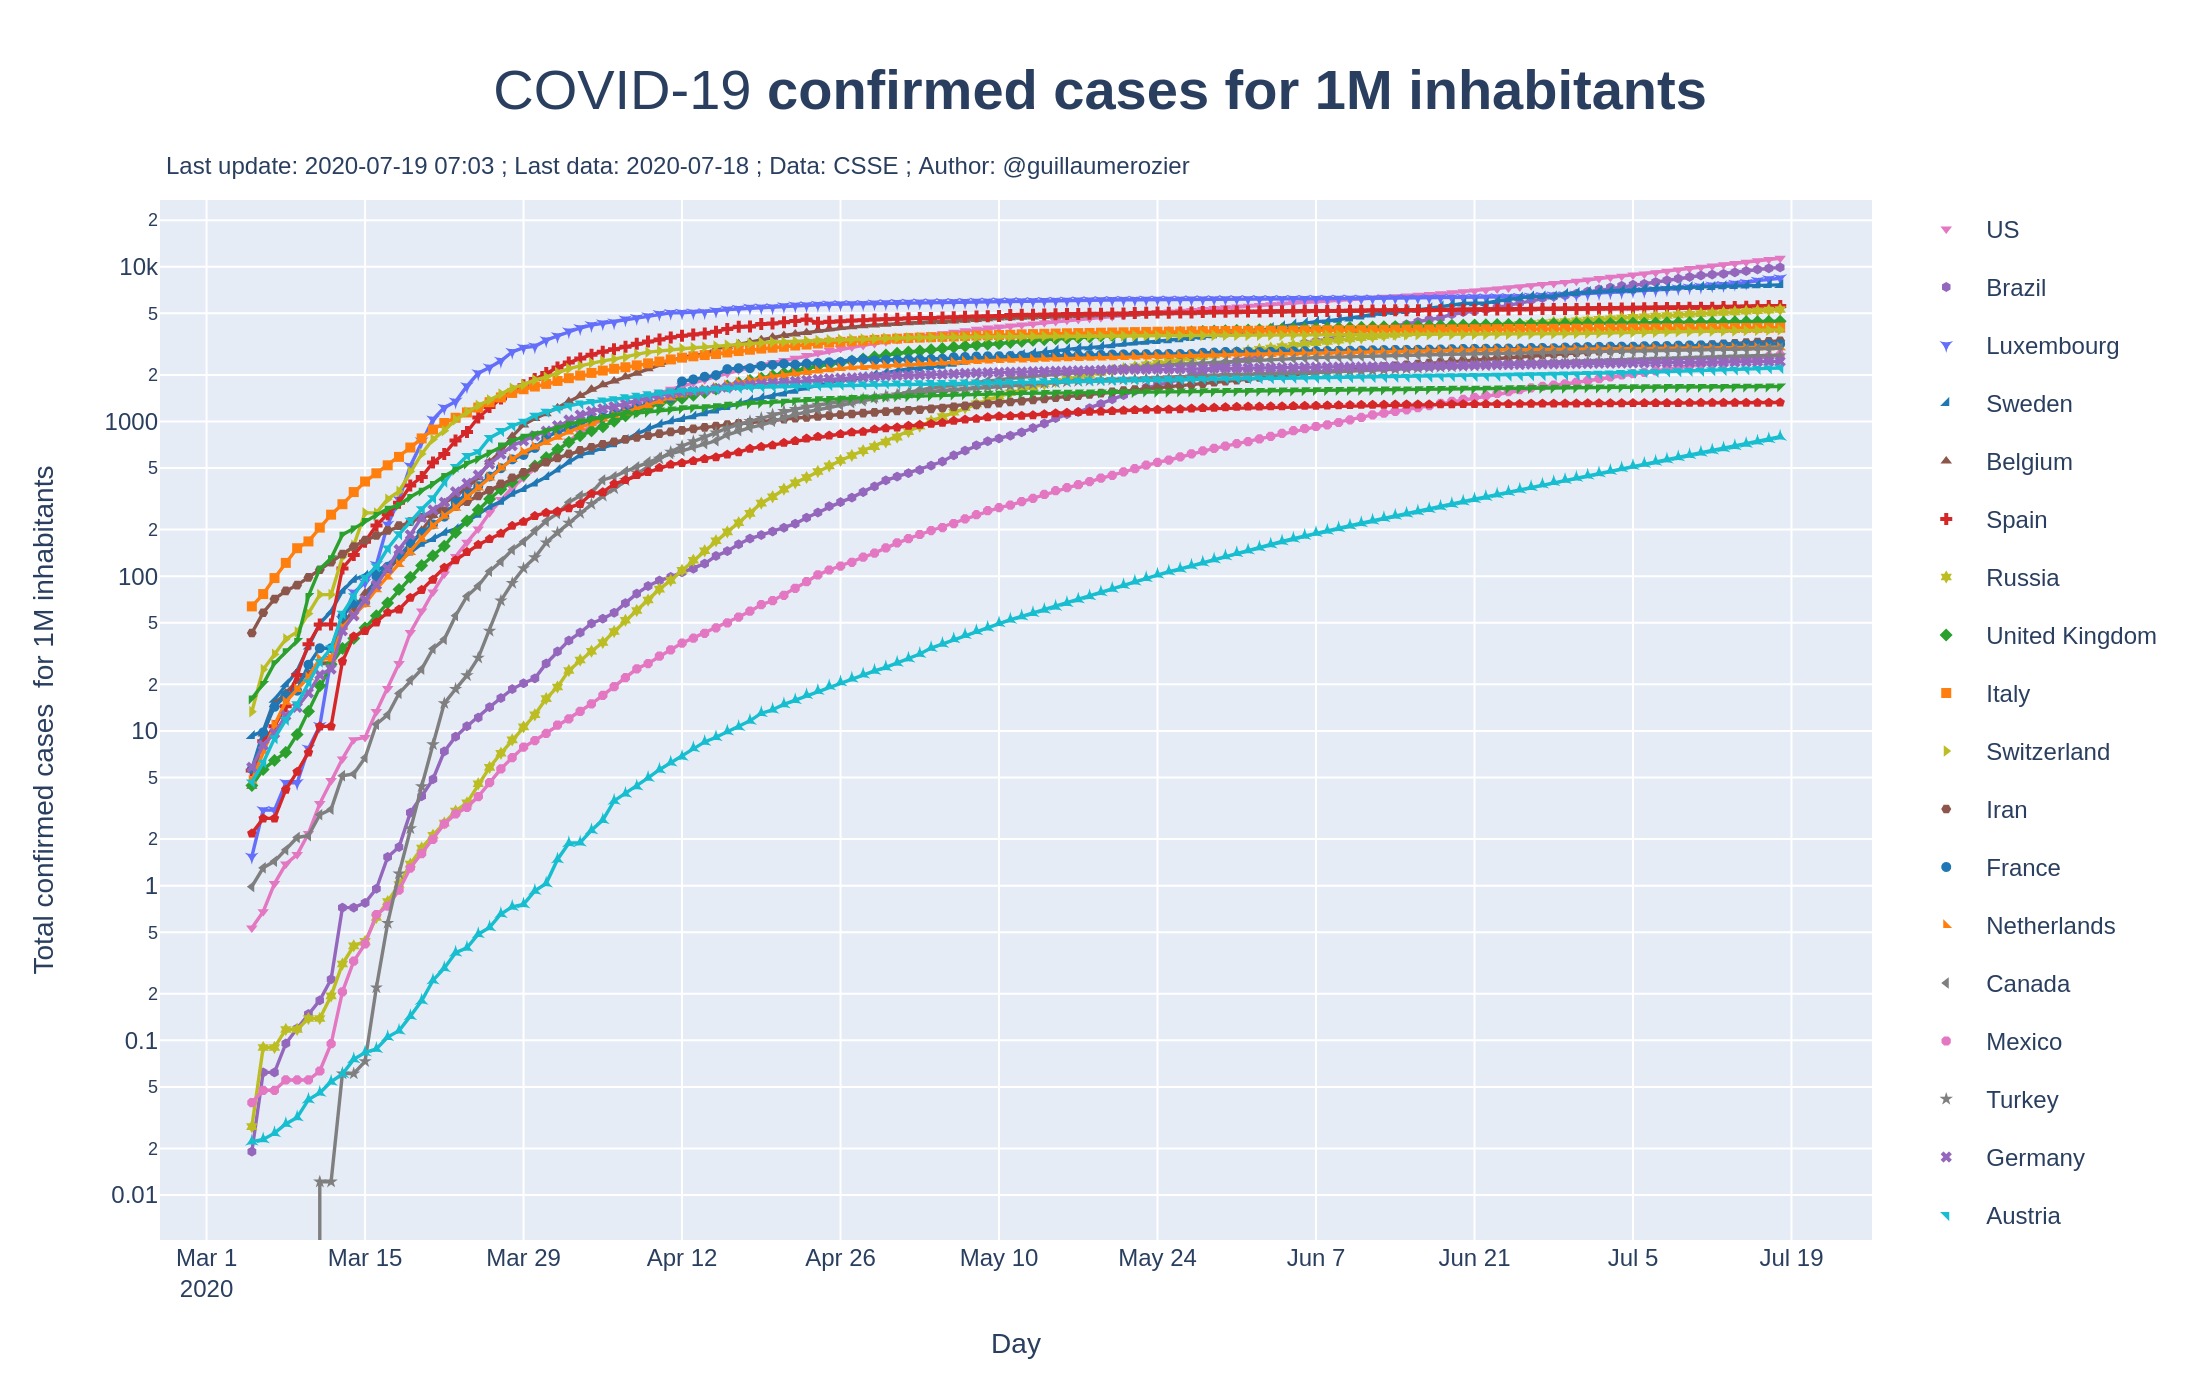 COVID-19 confirmed cases for 1M inhabitants
Last update: 2020-07-19 07:03 ; Last data: 2020-07-18 ; Data: CSSE ; Author: @guillaumerozier
2
10k
5
2
1000
5
2
100
5
2
10
5
2
1
5
2
0.1
5
2
0.01
Total confirmed cases for 1M inhabitants
Mar 1
2020
Mar 15
Mar 29
Apr 12
Apr 26
May 10
May 24
Jun 7
Jun 21
Jul 5
Jul 19
Day
US
Brazil
Luxembourg
Sweden
Belgium
Spain
Russia
United Kingdom
Italy
Switzerland
Iran
France
Netherlands
Canada
Mexico
Turkey
Germany
Austria